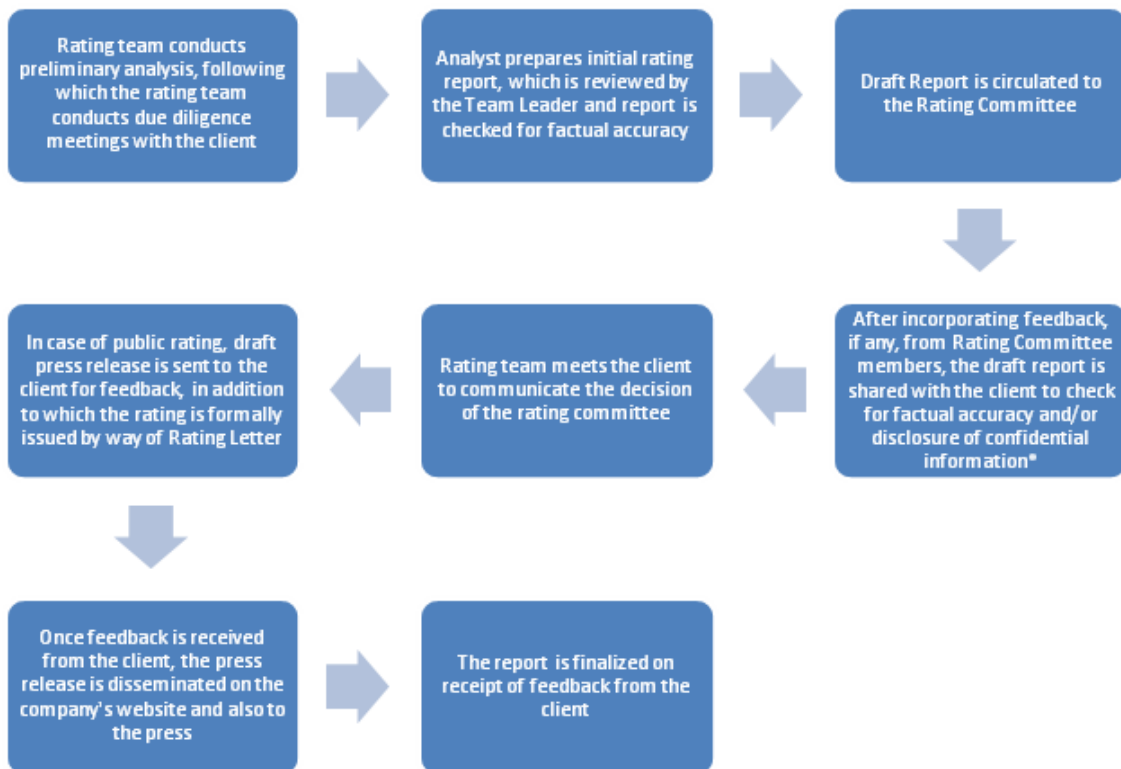 Rating team conducts
preliminary analysis, following
which the rating team
conducts due diligence
meetings with the client
Analyst prepares initial rating
report, which is reviewed by
the Team Leader and report is
checked for factual accuracy
Draft Report is circulated to
the Rating Committee
After incorporating feedback,
if any, from Rating Committee
members, the draft report is
shared with the client to check
for factual accuracy and/or
disclosure of confidential
information*
Rating team meets the client
to communicate the decision
of the rating committee
In case of public rating, draft
press release is sent to the
client for feedback, in addition
to which the rating is formally
issued by way of Rating Letter
Once feedback is received
from the client, the press
release is disseminated on the
company's website and also to
the press
The report is finalized on
receipt of feedback from the
client